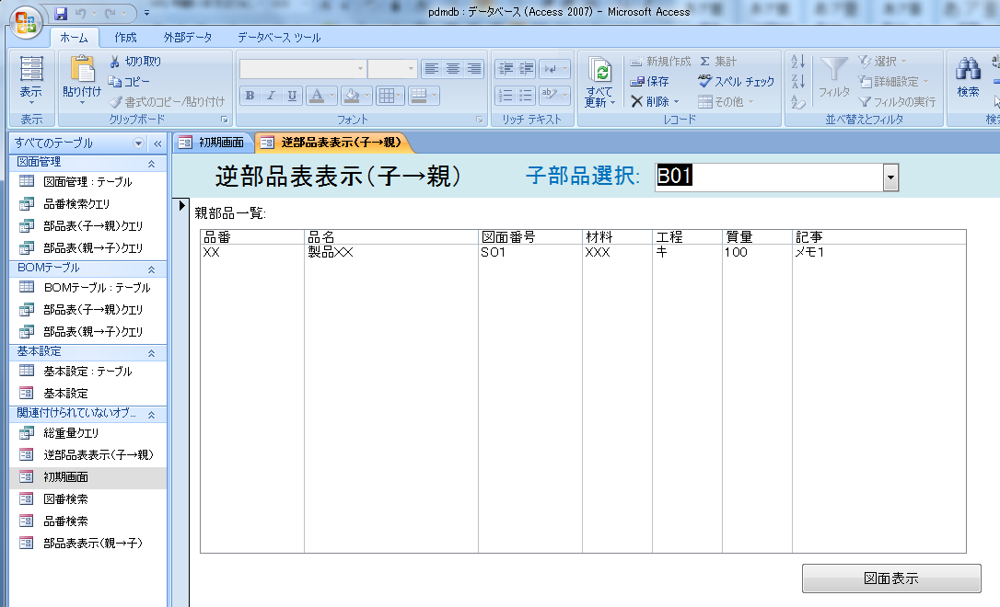 pdmdb : データベース (Access 2007) - Microsoft Access
ホーム 作成 外部データ データベース ツール
表示
表示
貼り付け
切り取り
コピー
書式のコピー/貼り付け
クリップボード
B I U A
フォント
ab
リッチ テキスト
すべて
更新
新規作成
保存
削除
Σ 集計
ABC スペル チェック
その他
レコード
フィルタ
選択
詳細設定
フィルタの実行
並べ替えとフィルタ
検索
すべてのテーブル
図面管理
図面管理 : テーブル
品番検索クエリ
部品表(子→親)クエリ
部品表(親→子)クエリ
BOMテーブル
BOMテーブル : テーブル
部品表(子→親)クエリ
部品表(親→子)クエリ
基本設定
基本設定 : テーブル
基本設定
関連付けられていないオブ...
総重量クエリ
逆部品表表示(子→親)
初期画面
図番検索
品番検索
部品表表示(親→子)
初期画面 逆部品表表示(子→親)
逆部品表表示(子→親) 子部品選択: B01
親部品一覧:
品番 品名 図面番号 材料 工程 質量 記事
XX 製品XX S01 XXX キ 100 メモ1
図面表示